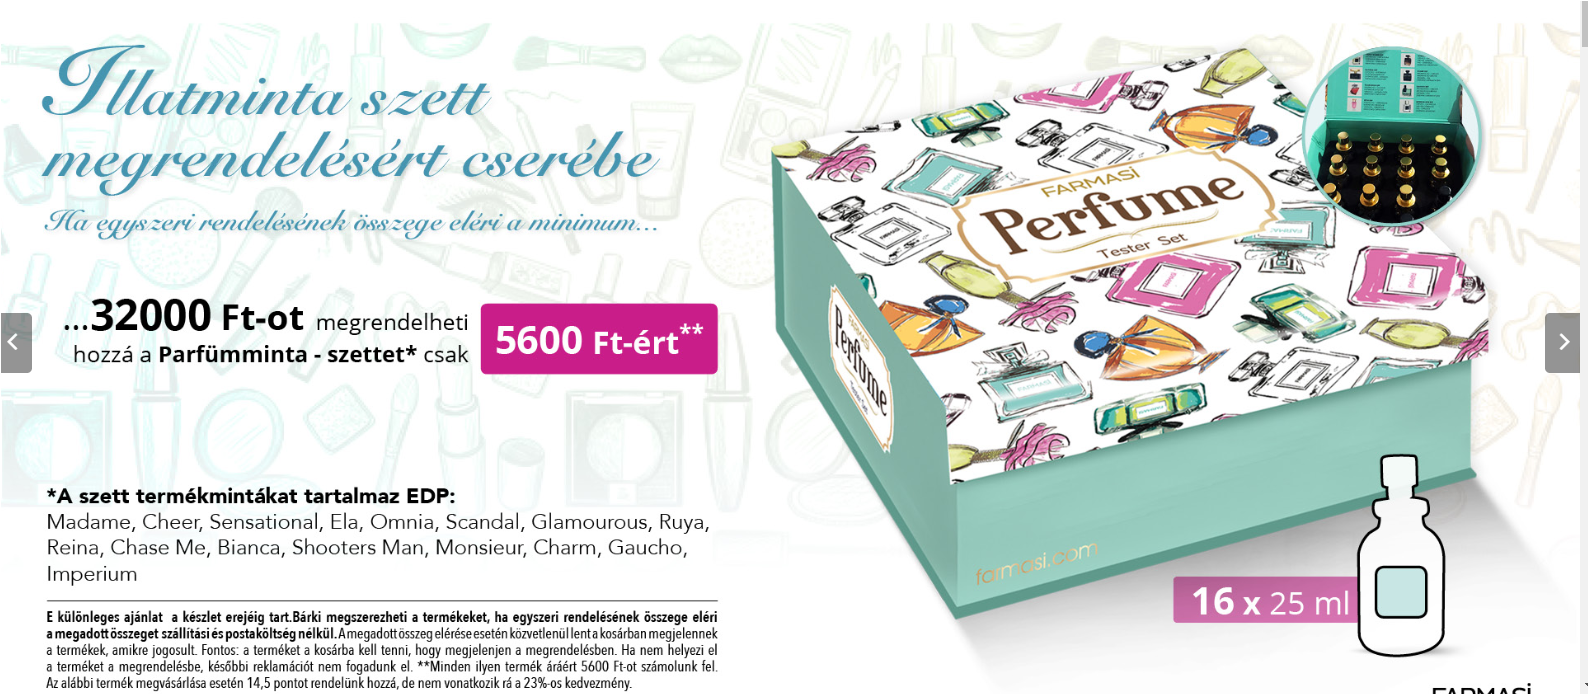 Illatminta szett
megrendelésért cserébe
Ha egyszeri rendelésének összege eléri a minimum...
...32000 Ft-ot megrendelheti
hozzá a Parfümminta - szettet* csak
5600 Ft-ért**
*A szett termékmintákat tartalmaz EDP:
Madame, Cheer, Sensational, Ela, Omnia, Scandal, Glamourous, Ruya,
Reina, Chase Me, Bianca, Shooters Man, Monsieur, Charm, Gaucho,
Imperium
E különleges ajánlat a készlet erejéig tart.Bárki megszerezheti a termékeket, ha egyszeri rendelésének összege eléri
a megadott összeget szállítási és postaköltség nélkül. A megadott összeg elérése esetén közvetlenül lent a kosárban megjelennek
a termékek, amikre jogosult. Fontos: a terméket a kosárba kell tenni, hogy megjelenjen a megrendelésben. Ha nem helyezi el
a terméket a megrendelésbe, későbbi reklamációt nem fogadunk el. **Minden ilyen termék áráért 5600 Ft-ot számolunk fel.
Az alábbi termék megvásárlása esetén 14,5 pontot rendelünk hozzá, de nem vonatkozik rá a 23%-os kedvezmény.
FARMASİ
Perfume
Tester Set
FARMASİ
Perfume
Tester Set
farmasi.com
16 x 25 ml
FARMASİ